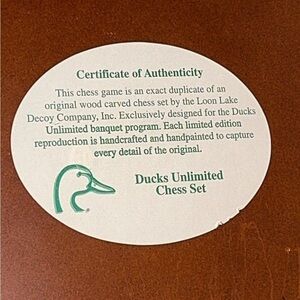 Certificate of Authenticity
This chess game is an exact duplicate of an
original wood carved chess set by the Loon Lake
Decoy Company, Inc. Exclusively designed for the Ducks
Unlimited banquet program. Each limited edition
reproduction is handcrafted and handpainted to capture
every detail of the original.
Ducks Unlimited
Chess Set